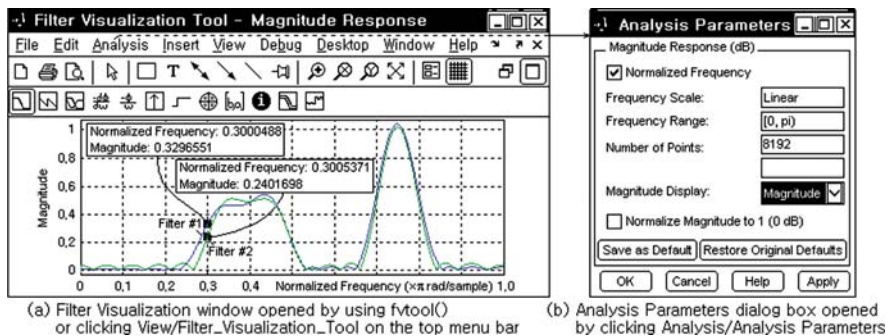 Filter Visualization Tool - Magnitude Response
File Edit Analysis Insert View Debug Desktop Window Help
Normalized Frequency: 0.3000488
Magnitude: 0.3296551
Normalized Frequency: 0.3005371
Magnitude: 0.2401698
Magnitude
1
0,8
0,6
0,4
0,2
0
Filter #1
Filter #2
0 0,1 0,2 0,3 0,4 Normalized Frequency (×π rad/sample) 1,0
(a) Filter Visualization window opened by using fvtool()
or clicking View/Filter_Visualization_Tool on the top menu bar
Analysis Parameters
Magnitude Response (dB)
Normalized Frequency
Frequency Scale: Linear
Frequency Range: [0, pi)
Number of Points: 8192
Magnitude Display: Magnitude
Normalize Magnitude to 1 (0 dB)
Save as Default Restore Original Defaults
OK Cancel Help Apply
(b) Analysis Parameters dialog box opened
by clicking Analysis/Analysis Parameters